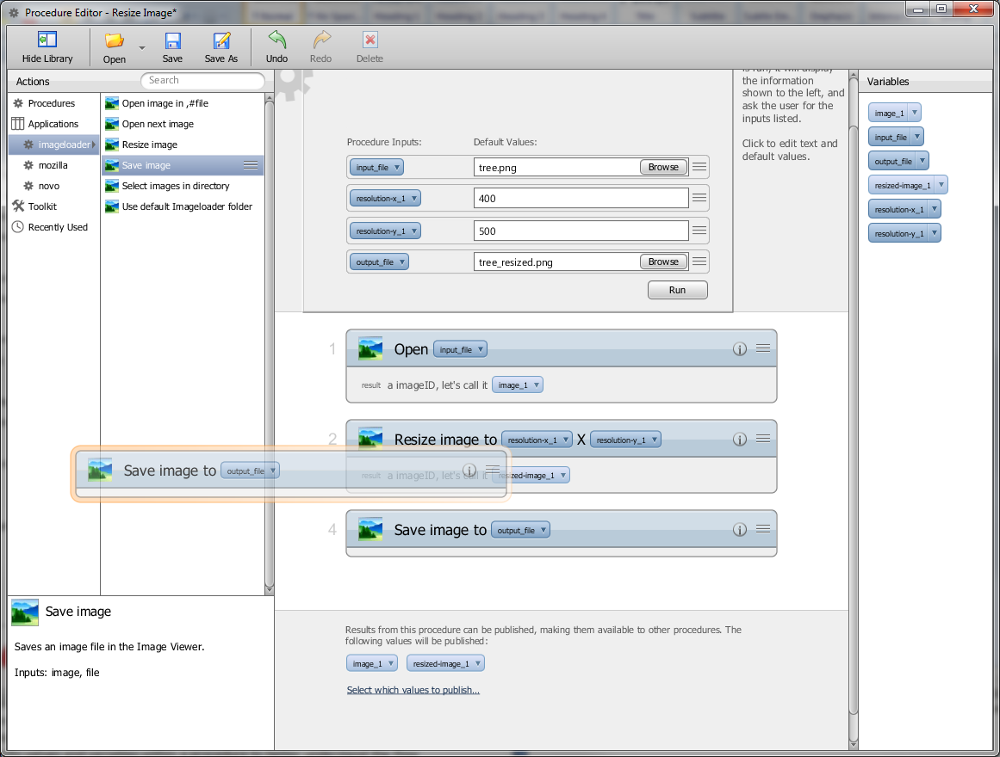 Procedure Editor - Resize Image*
Hide Library
Open
Save
Save As
Undo
Redo
Delete
Actions
Search
Procedures
Applications
imageloader
mozilla
novo
Toolkit
Recently Used
Open image in ,#file
Open next image
Resize image
Save image
Select images in directory
Use default Imageloader folder
Save image
Saves an image file in the Image Viewer.
Inputs: image, file
the information
shown to the left, and
ask the user for the
inputs listed.
Click to edit text and
default values.
Procedure Inputs: Default Values:
input_file tree.png Browse
resolution-x_1 400
resolution-y_1 500
output_file tree_resized.png Browse
Run
1 Open input_file
result a imageID, let's call it image_1
2 Resize image to resolution-x_1 X resolution-y_1
result a imageID, let's call it
Save image to output_file
4 Save image to output_file
Results from this procedure can be published, making them available to other procedures. The
following values will be published:
image_1 resized-image_1
Select which values to publish...
Variables
image_1
input_file
output_file
resized-image_1
resolution-x_1
resolution-y_1